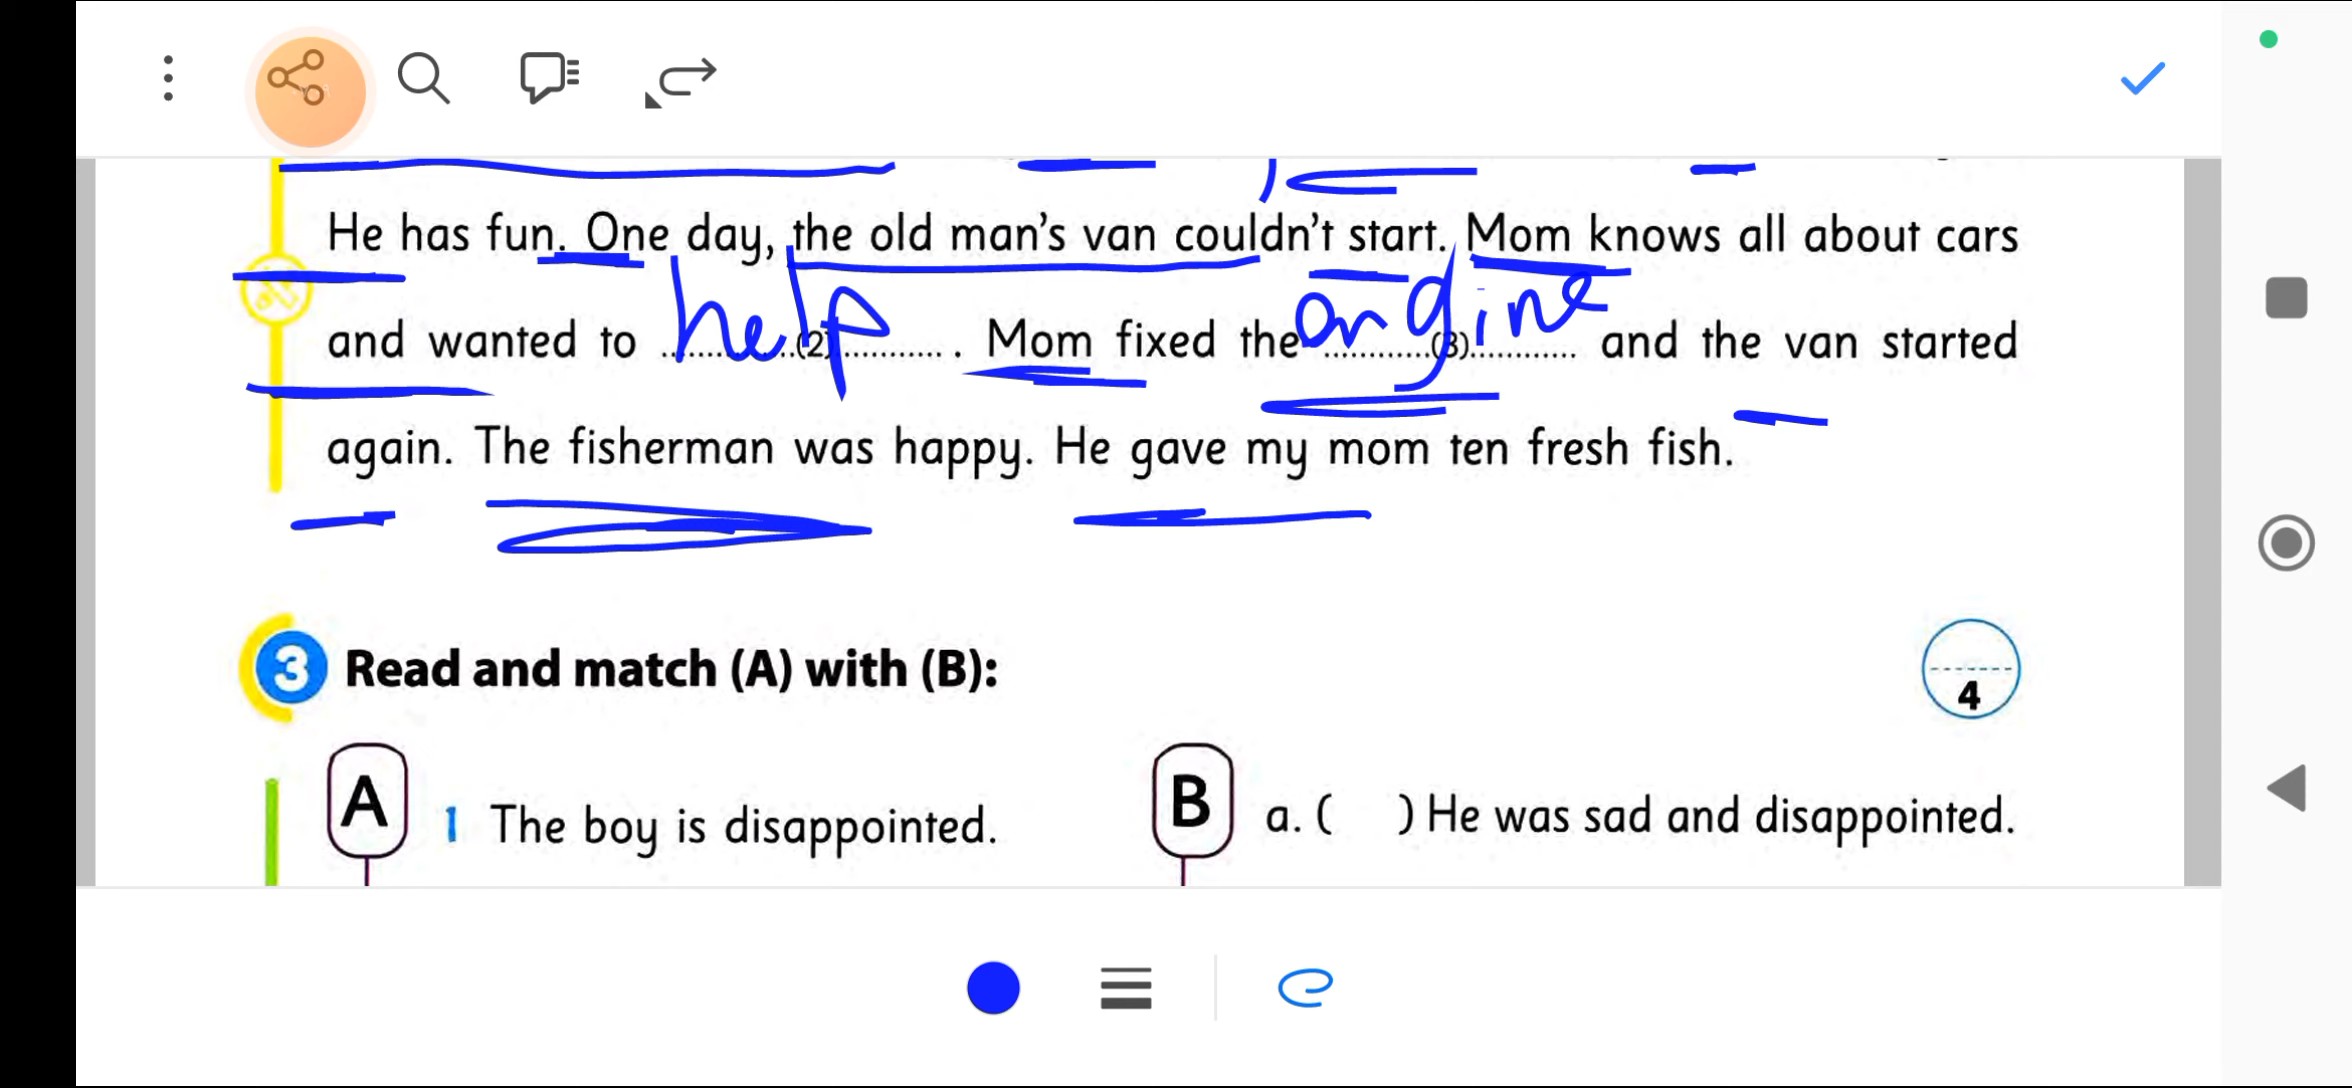 He has fun. One day, the old man's van couldn't start. Mom knows all about cars
and wanted to ..............(2)............. help . Mom fixed the ............(3)............ angine and the van started
again. The fisherman was happy. He gave my mom ten fresh fish.
3 Read and match (A) with (B):
4
A 1 The boy is disappointed.
B a. ( ) He was sad and disappointed.